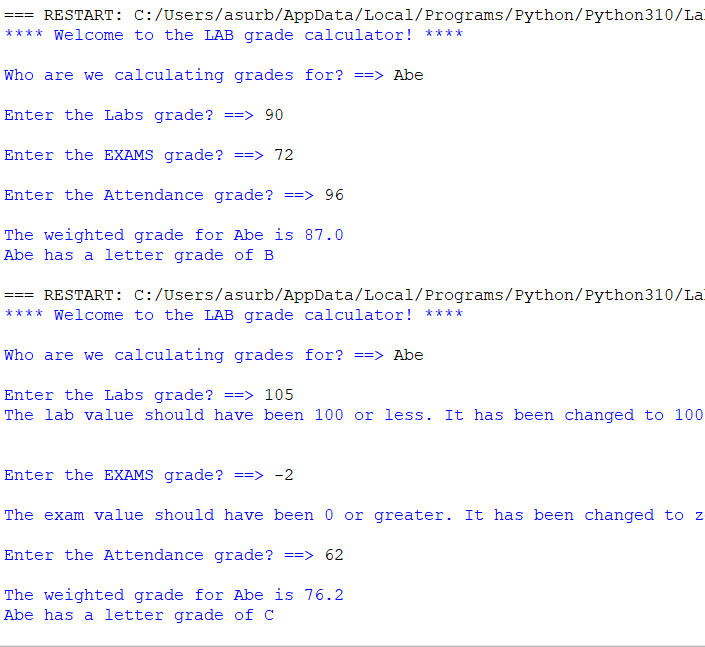 === RESTART: C:/Users/asurb/AppData/Local/Programs/Python/Python310/La
**** Welcome to the LAB grade calculator! ****
Who are we calculating grades for? ==> Abe
Enter the Labs grade? ==> 90
Enter the EXAMS grade? ==> 72
Enter the Attendance grade? ==> 96
The weighted grade for Abe is 87.0
Abe has a letter grade of B
=== RESTART: C:/Users/asurb/AppData/Local/Programs/Python/Python310/La
**** Welcome to the LAB grade calculator! ****
Who are we calculating grades for? ==> Abe
Enter the Labs grade? ==> 105
The lab value should have been 100 or less. It has been changed to 100
Enter the EXAMS grade? ==> -2
The exam value should have been 0 or greater. It has been changed to z
Enter the Attendance grade? ==> 62
The weighted grade for Abe is 76.2
Abe has a letter grade of C